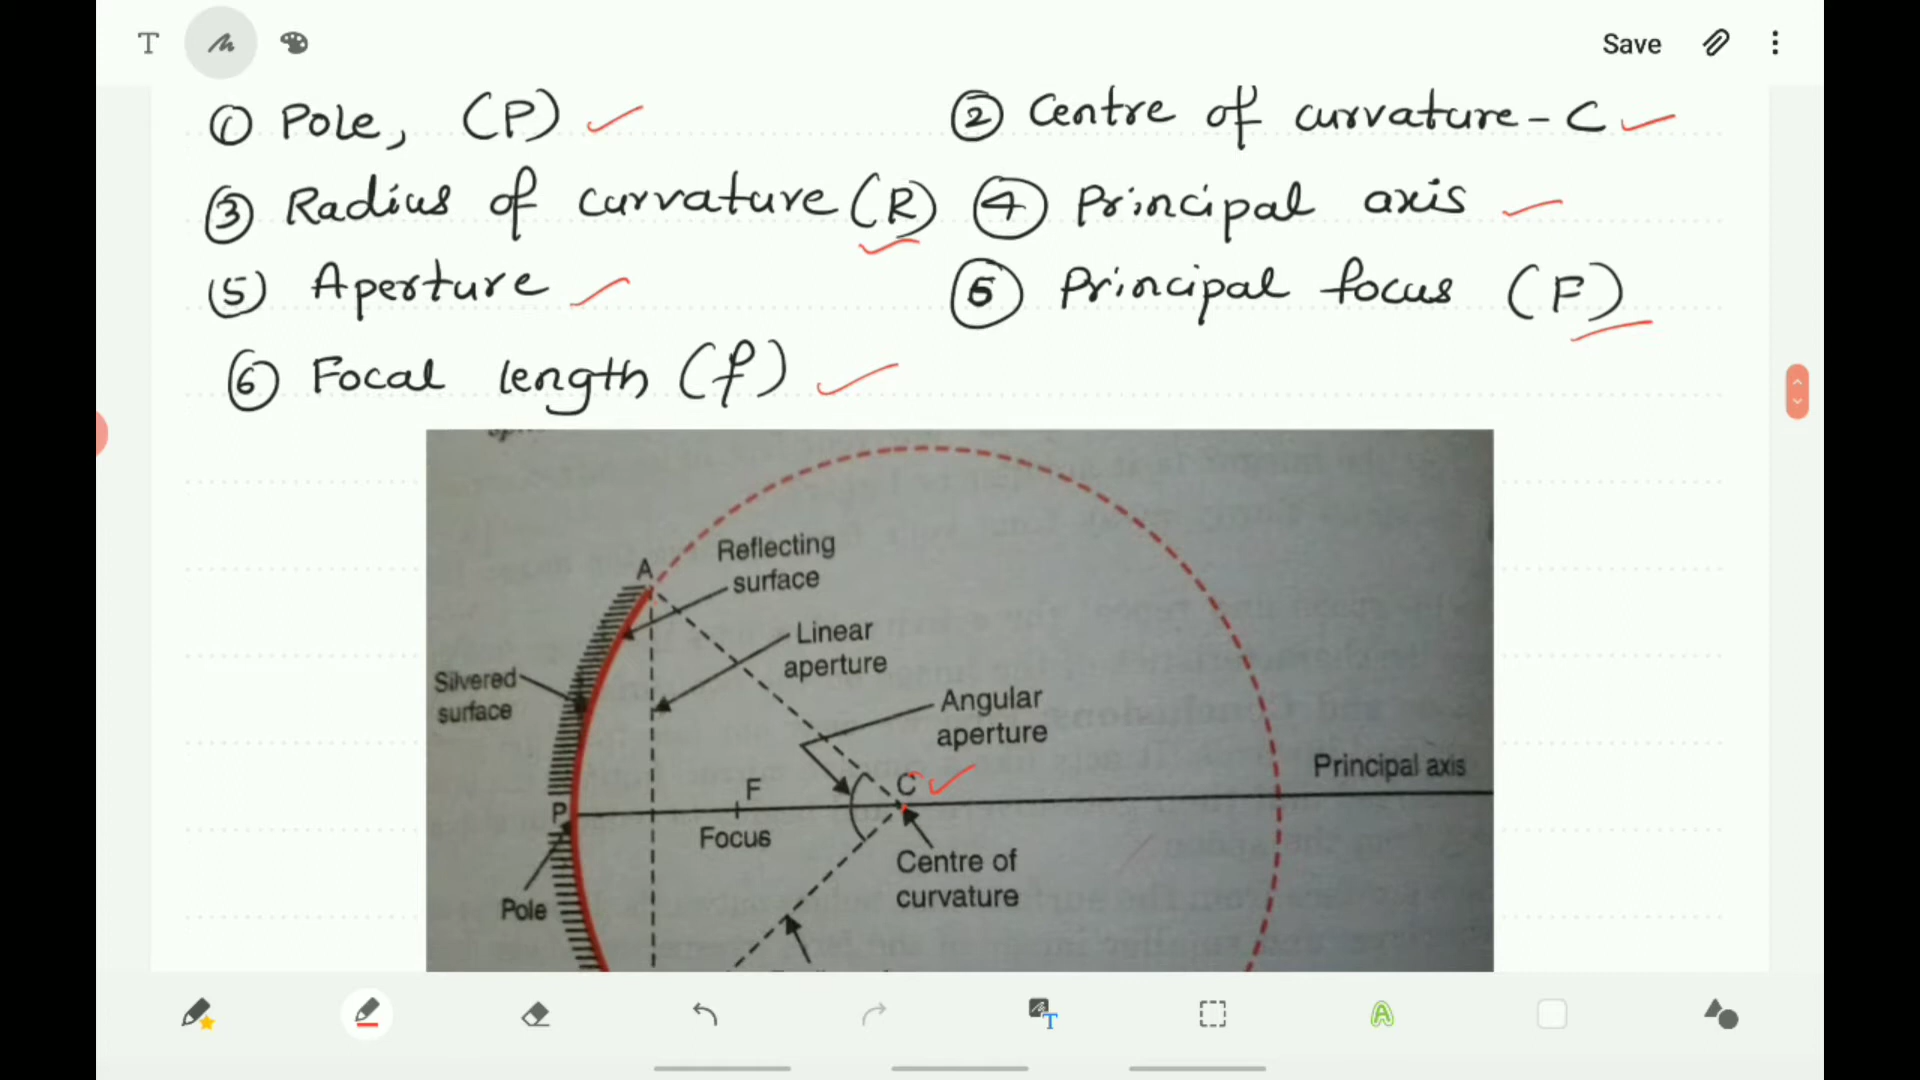 T Save
① Pole, (P) ② Centre of curvature - C
③ Radius of curvature (R) ④ Principal axis
(5) Aperture ⑤ Principal focus (F)
⑥ Focal length (f)
A
Reflecting
surface
Linear
aperture
Silvered
surface
Angular
aperture
F
C
Principal axis
P
Focus
Centre of
curvature
Pole
T
A